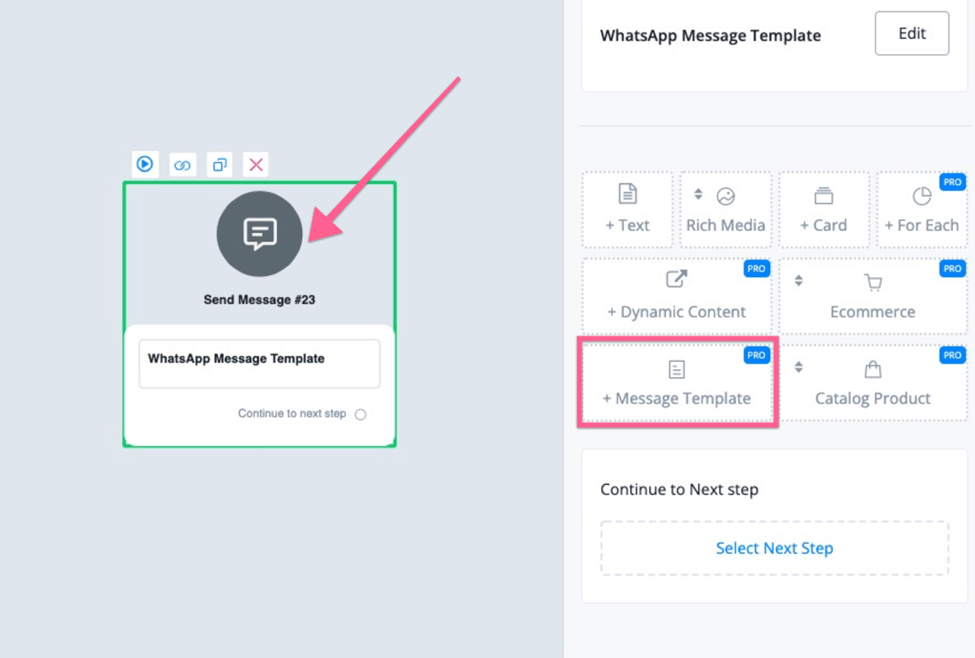 WhatsApp Message Template
Edit
Send Message #23
WhatsApp Message Template
Continue to next step
PRO
+ Text
Rich Media
+ Card
+ For Each
PRO
PRO
+ Dynamic Content
Ecommerce
PRO
PRO
+ Message Template
Catalog Product
Continue to Next step
Select Next Step